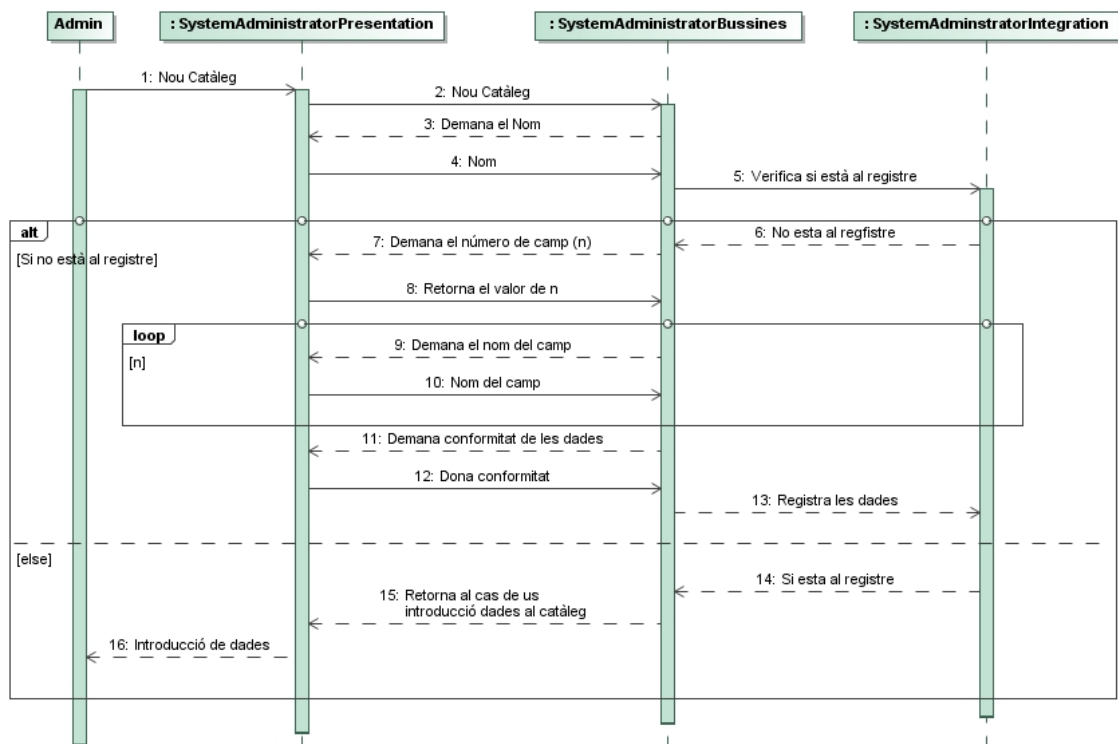 Admin
: SystemAdministratorPresentation
: SystemAdministratorBussines
: SystemAdminstratorIntegration
1: Nou Catàleg
2: Nou Catàleg
3: Demana el Nom
4: Nom
5: Verifica si està al registre
alt
6: No esta al regfistre
7: Demana el número de camp (n)
[Si no està al registre]
8: Retorna el valor de n
loop
9: Demana el nom del camp
[n]
10: Nom del camp
11: Demana conformitat de les dades
12: Dona conformitat
13: Registra les dades
[else]
14: Si esta al registre
15: Retorna al cas de us
introducció dades al catàleg
16: Introducció de dades